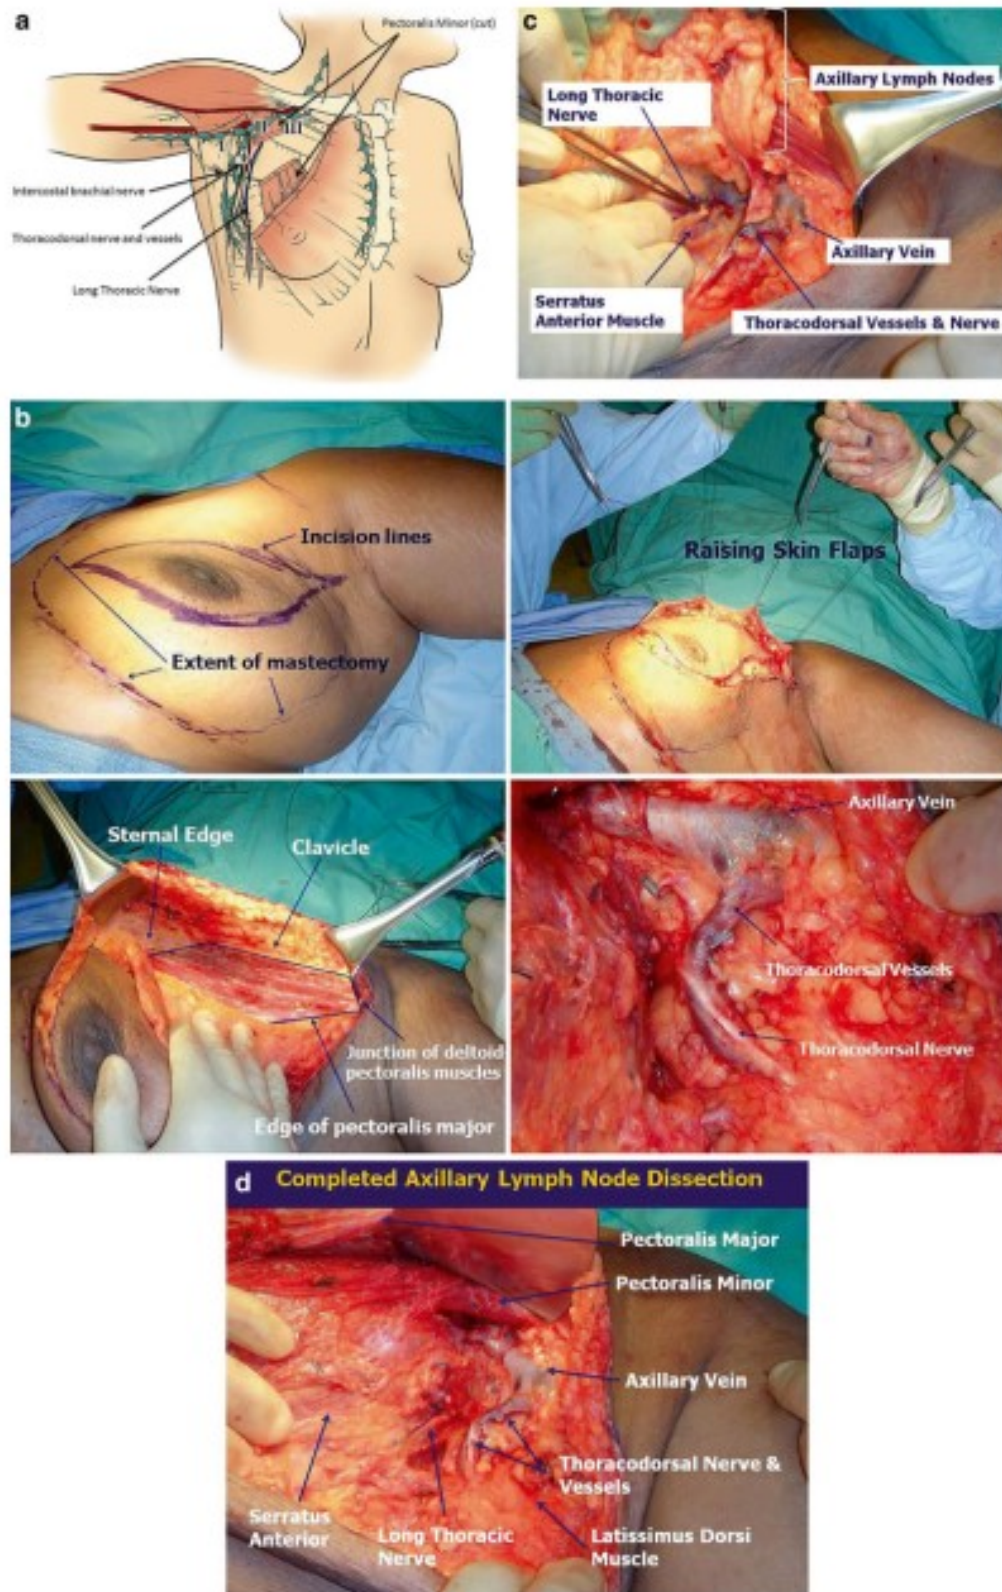 a
Pectoralis Minor (cut)
Intercostal brachial nerve
Thoracodorsal nerve and vessels
Long Thoracic Nerve
c
Axillary Lymph Nodes
Long Thoracic
Nerve
Axillary Vein
Serratus
Anterior Muscle
Thoracodorsal Vessels & Nerve
b
Incision lines
Extent of mastectomy
Raising Skin Flaps
Sternal Edge
Clavicle
Junction of deltoid
pectoralis muscles
Edge of pectoralis major
Axillary Vein
Thoracodorsal Vessels
Thoracodorsal Nerve
d
Completed Axillary Lymph Node Dissection
Pectoralis Major
Pectoralis Minor
Axillary Vein
Thoracodorsal Nerve &
Vessels
Serratus
Anterior
Long Thoracic
Nerve
Latissimus Dorsi
Muscle